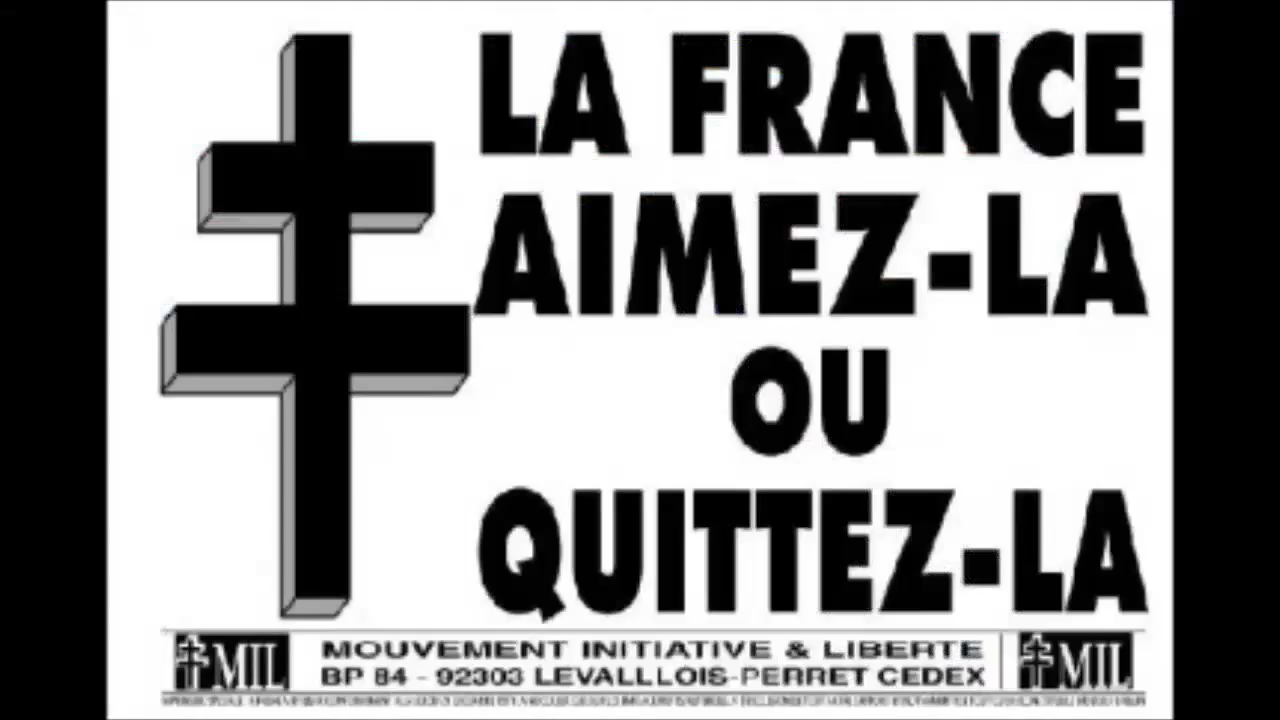 LA FRANCE
AIMEZ-LA
OU
QUITTEZ-LA
MIL
MOUVEMENT INITIATIVE & LIBERTE
BP 84 - 92303 LEVALLLOIS-PERRET CEDEX
MIL